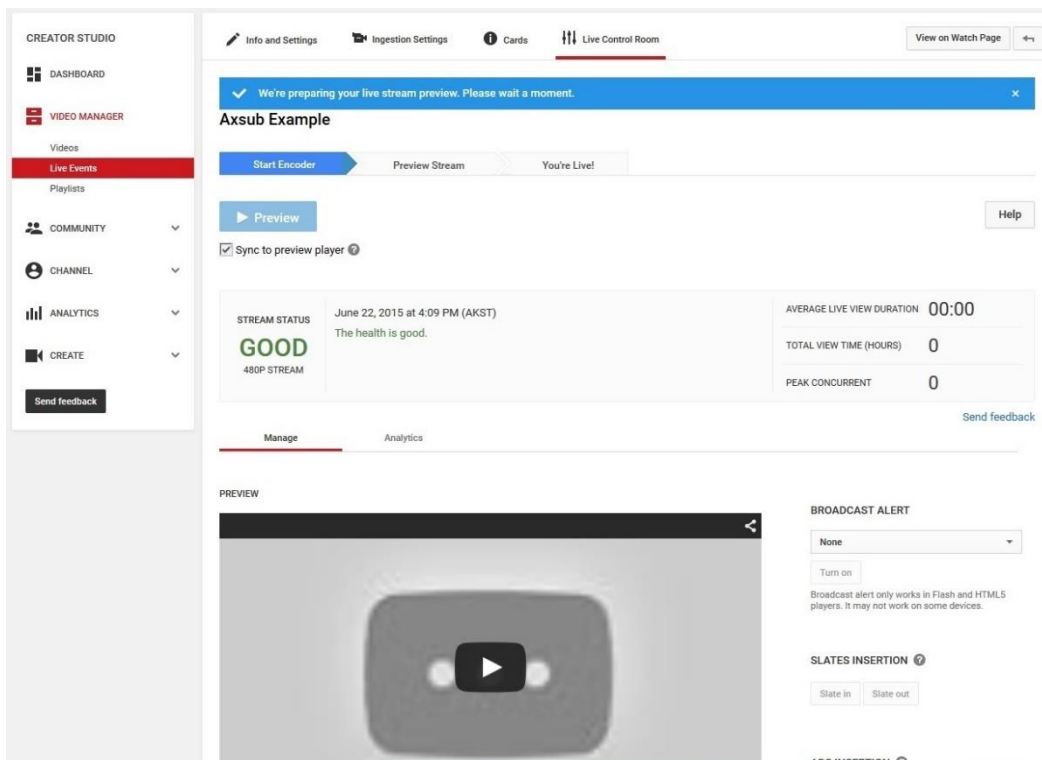 CREATOR STUDIO
DASHBOARD
VIDEO MANAGER
Videos
Live Events
Playlists
COMMUNITY
CHANNEL
ANALYTICS
CREATE
Send feedback
Info and Settings
Ingestion Settings
Cards
Live Control Room
View on Watch Page
We're preparing your live stream preview. Please wait a moment.
Axsub Example
Start Encoder
Preview Stream
You're Live!
Preview
Help
Sync to preview player
STREAM STATUS
GOOD
480P STREAM
June 22, 2015 at 4:09 PM (AKST)
The health is good.
AVERAGE LIVE VIEW DURATION 00:00
TOTAL VIEW TIME (HOURS) 0
PEAK CONCURRENT 0
Send feedback
Manage
Analytics
PREVIEW
BROADCAST ALERT
None
Turn on
Broadcast alert only works in Flash and HTML5
players. It may not work on some devices.
SLATES INSERTION
Slate in
Slate out